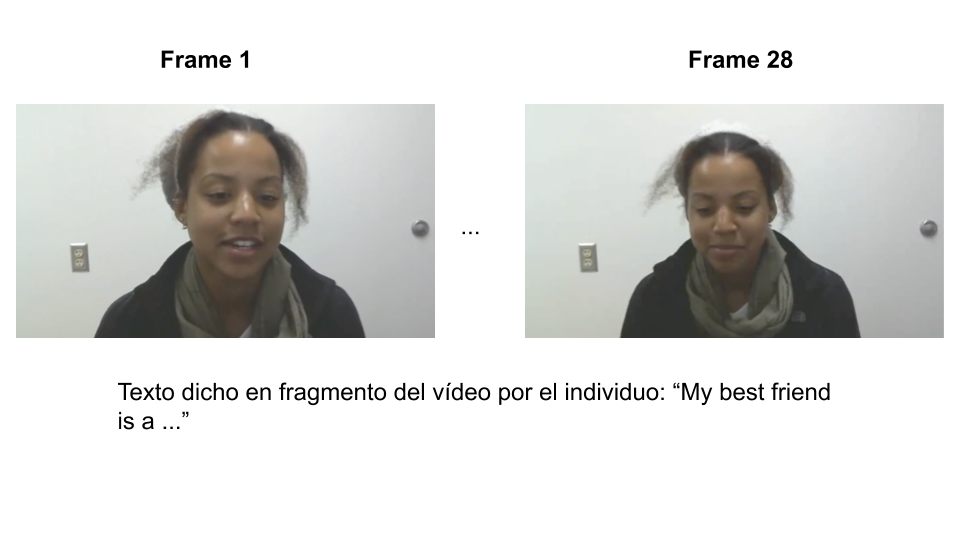 Frame 1
Frame 28
...
Texto dicho en fragmento del vídeo por el individuo: “My best friend
is a ...”